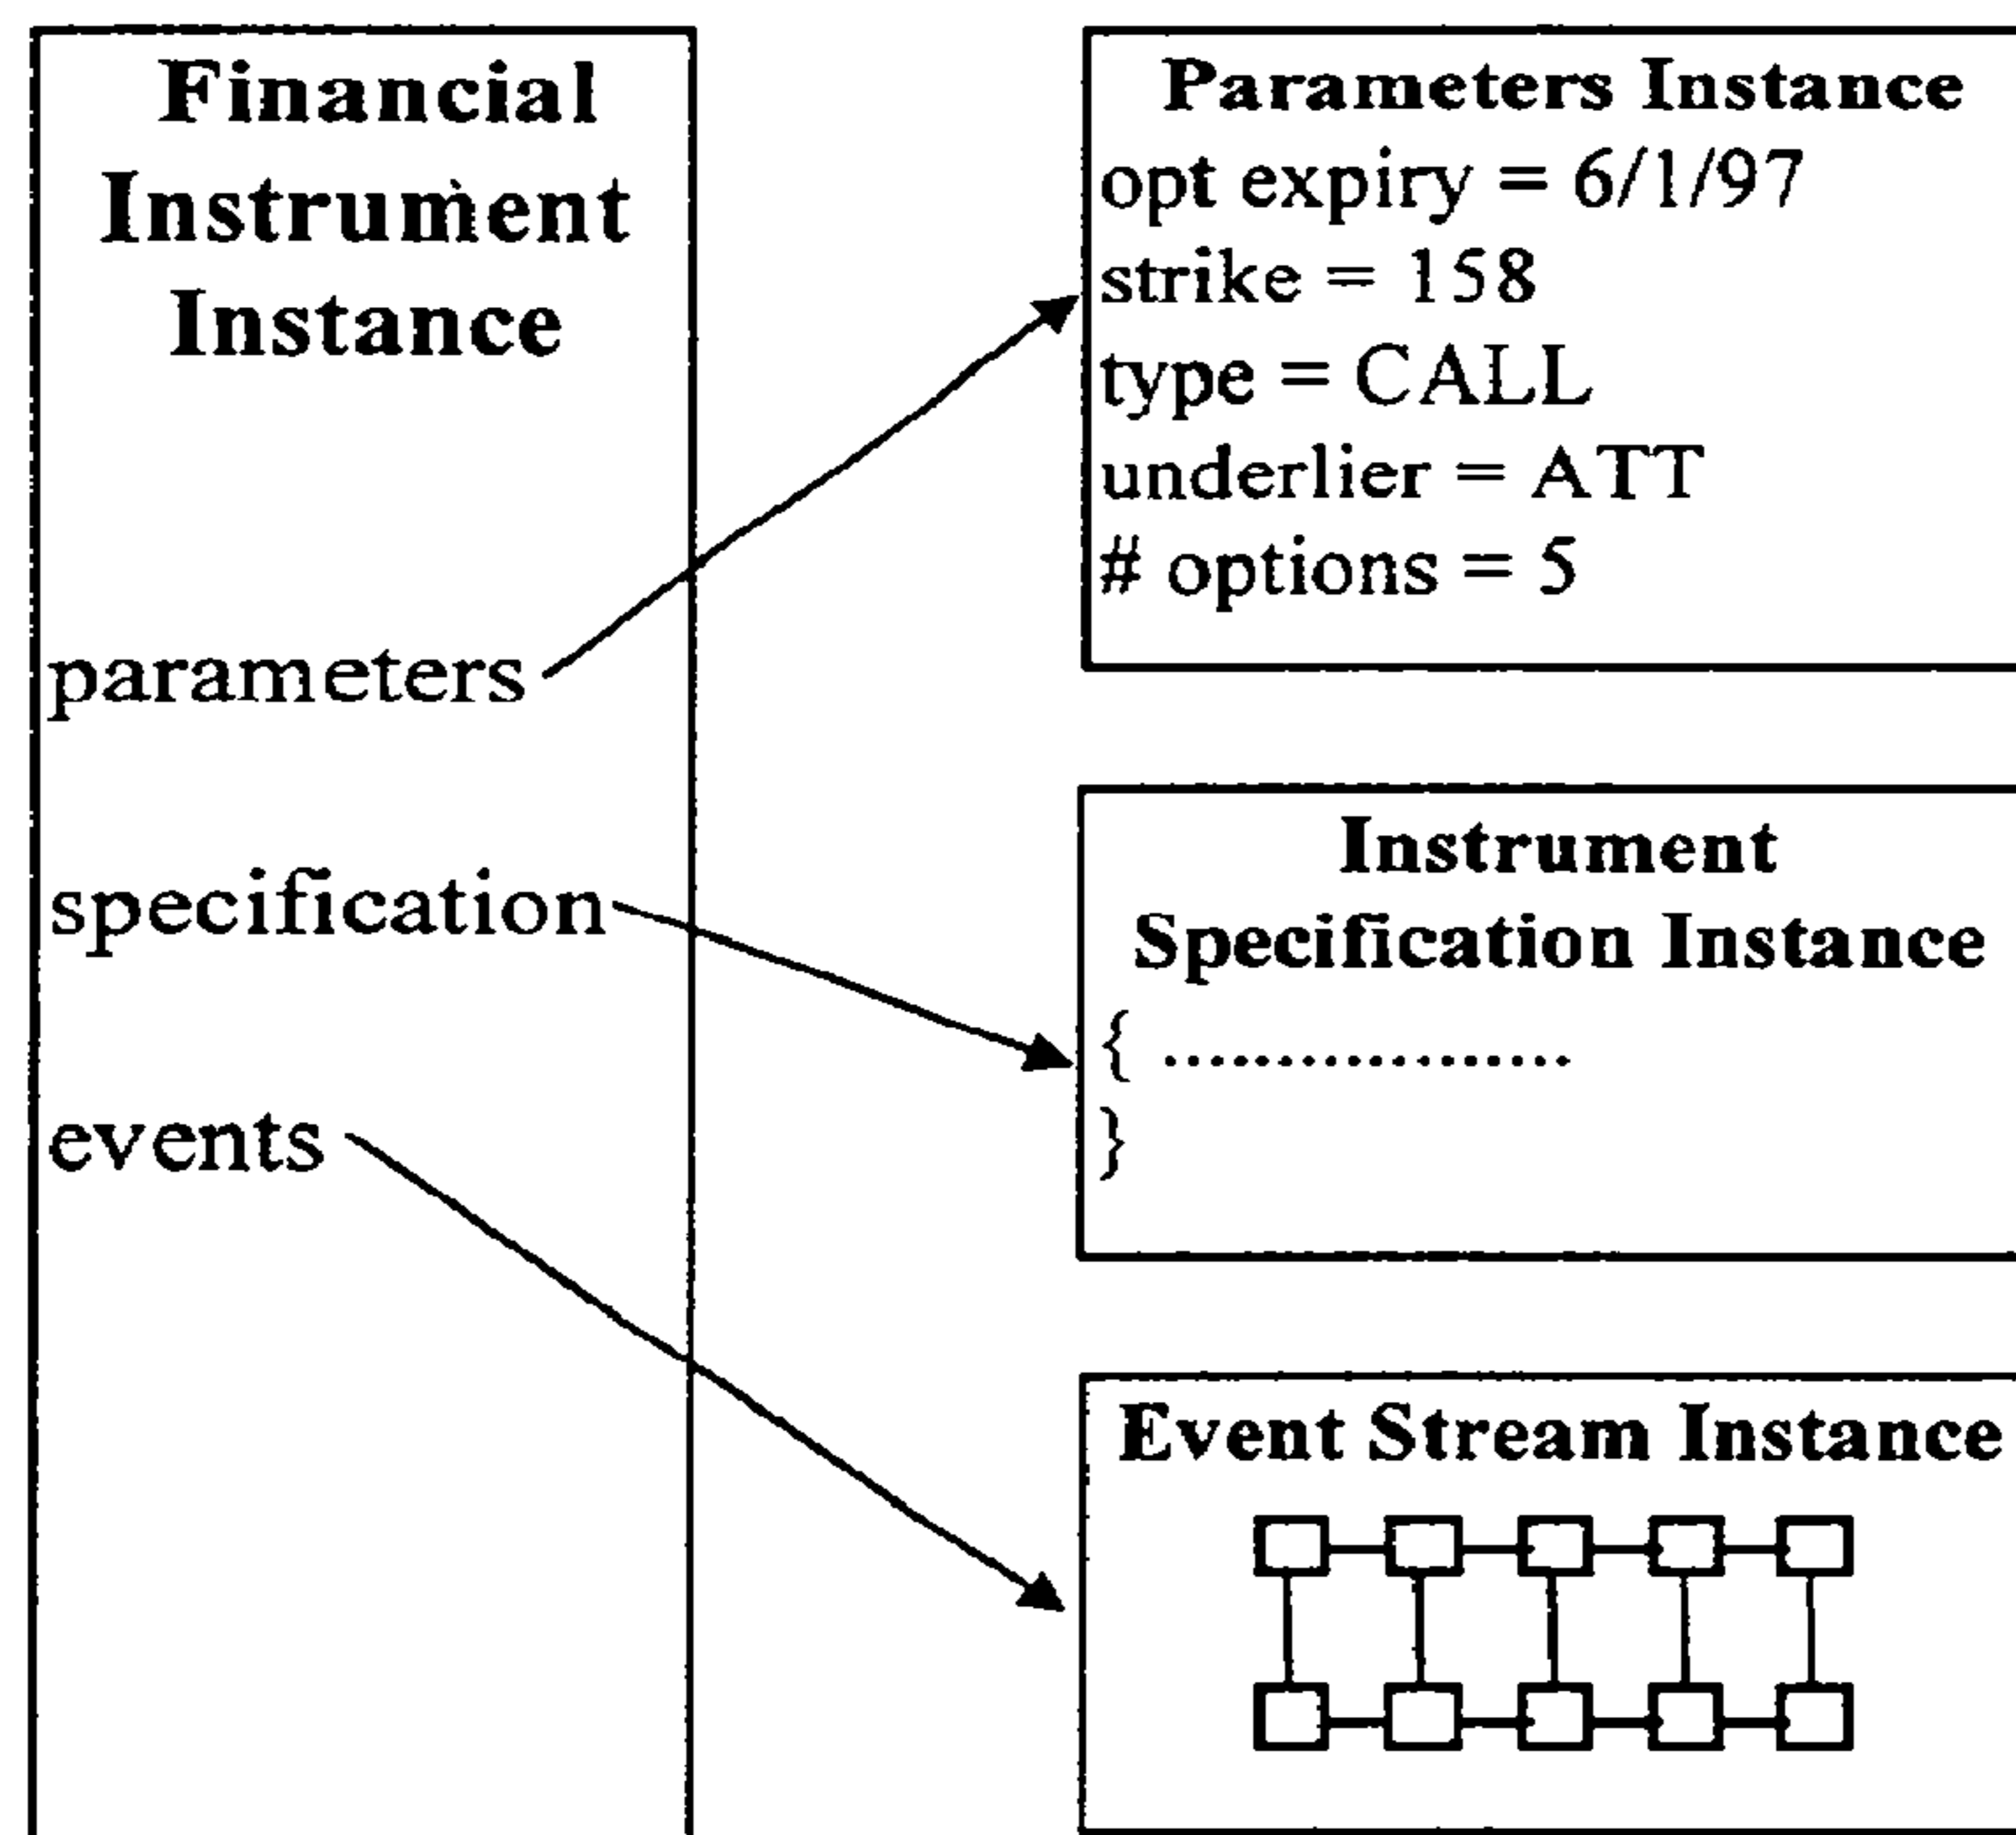 Financial
Instrument
Instance
parameters
specification
events
Parameters Instance
opt expiry = 6/1/97
strike = 158
type = CALL
underlier = ATT
# options = 5
Instrument
Specification Instance
{ ..................
}
Event Stream Instance